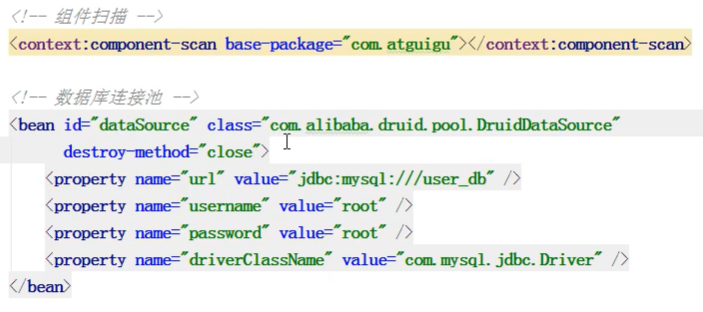 <!-- 组件扫描 -->
<context:component-scan base-package="com.atguigu"></context:component-scan>
<!-- 数据库连接池 -->
<bean id="dataSource" class="com.alibaba.druid.pool.DruidDataSource"
destroy-method="close">
<property name="url" value="jdbc:mysql:///user_db" />
<property name="username" value="root" />
<property name="password" value="root" />
<property name="driverClassName" value="com.mysql.jdbc.Driver" />
</bean>